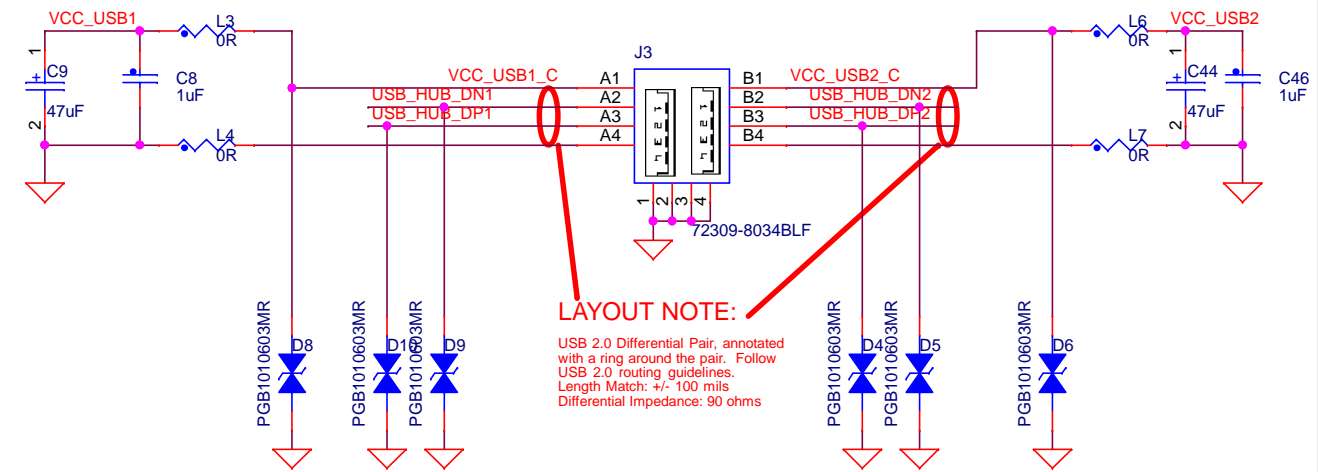 VCC_USB1
L3
0R
1
C9
+
47uF
2
C8
1uF
L4
0R
VCC_USB1_C
USB_HUB_DN1
USB_HUB_DP1
J3
A1
A2
A3
A4
B1
B2
B3
B4
1
2
3
4
72309-8034BLF
VCC_USB2_C
USB_HUB_DN2
USB_HUB_DP2
L6
0R
VCC_USB2
1
C44
+
47uF
2
C46
1uF
L7
0R
PGB1010603MR
D8
PGB1010603MR
D10
PGB1010603MR
D9
LAYOUT NOTE:
USB 2.0 Differential Pair, annotated
with a ring around the pair. Follow
USB 2.0 routing guidelines.
Length Match: +/- 100 mils
Differential Impedance: 90 ohms
PGB1010603MR
D4
PGB1010603MR
D5
PGB1010603MR
D6